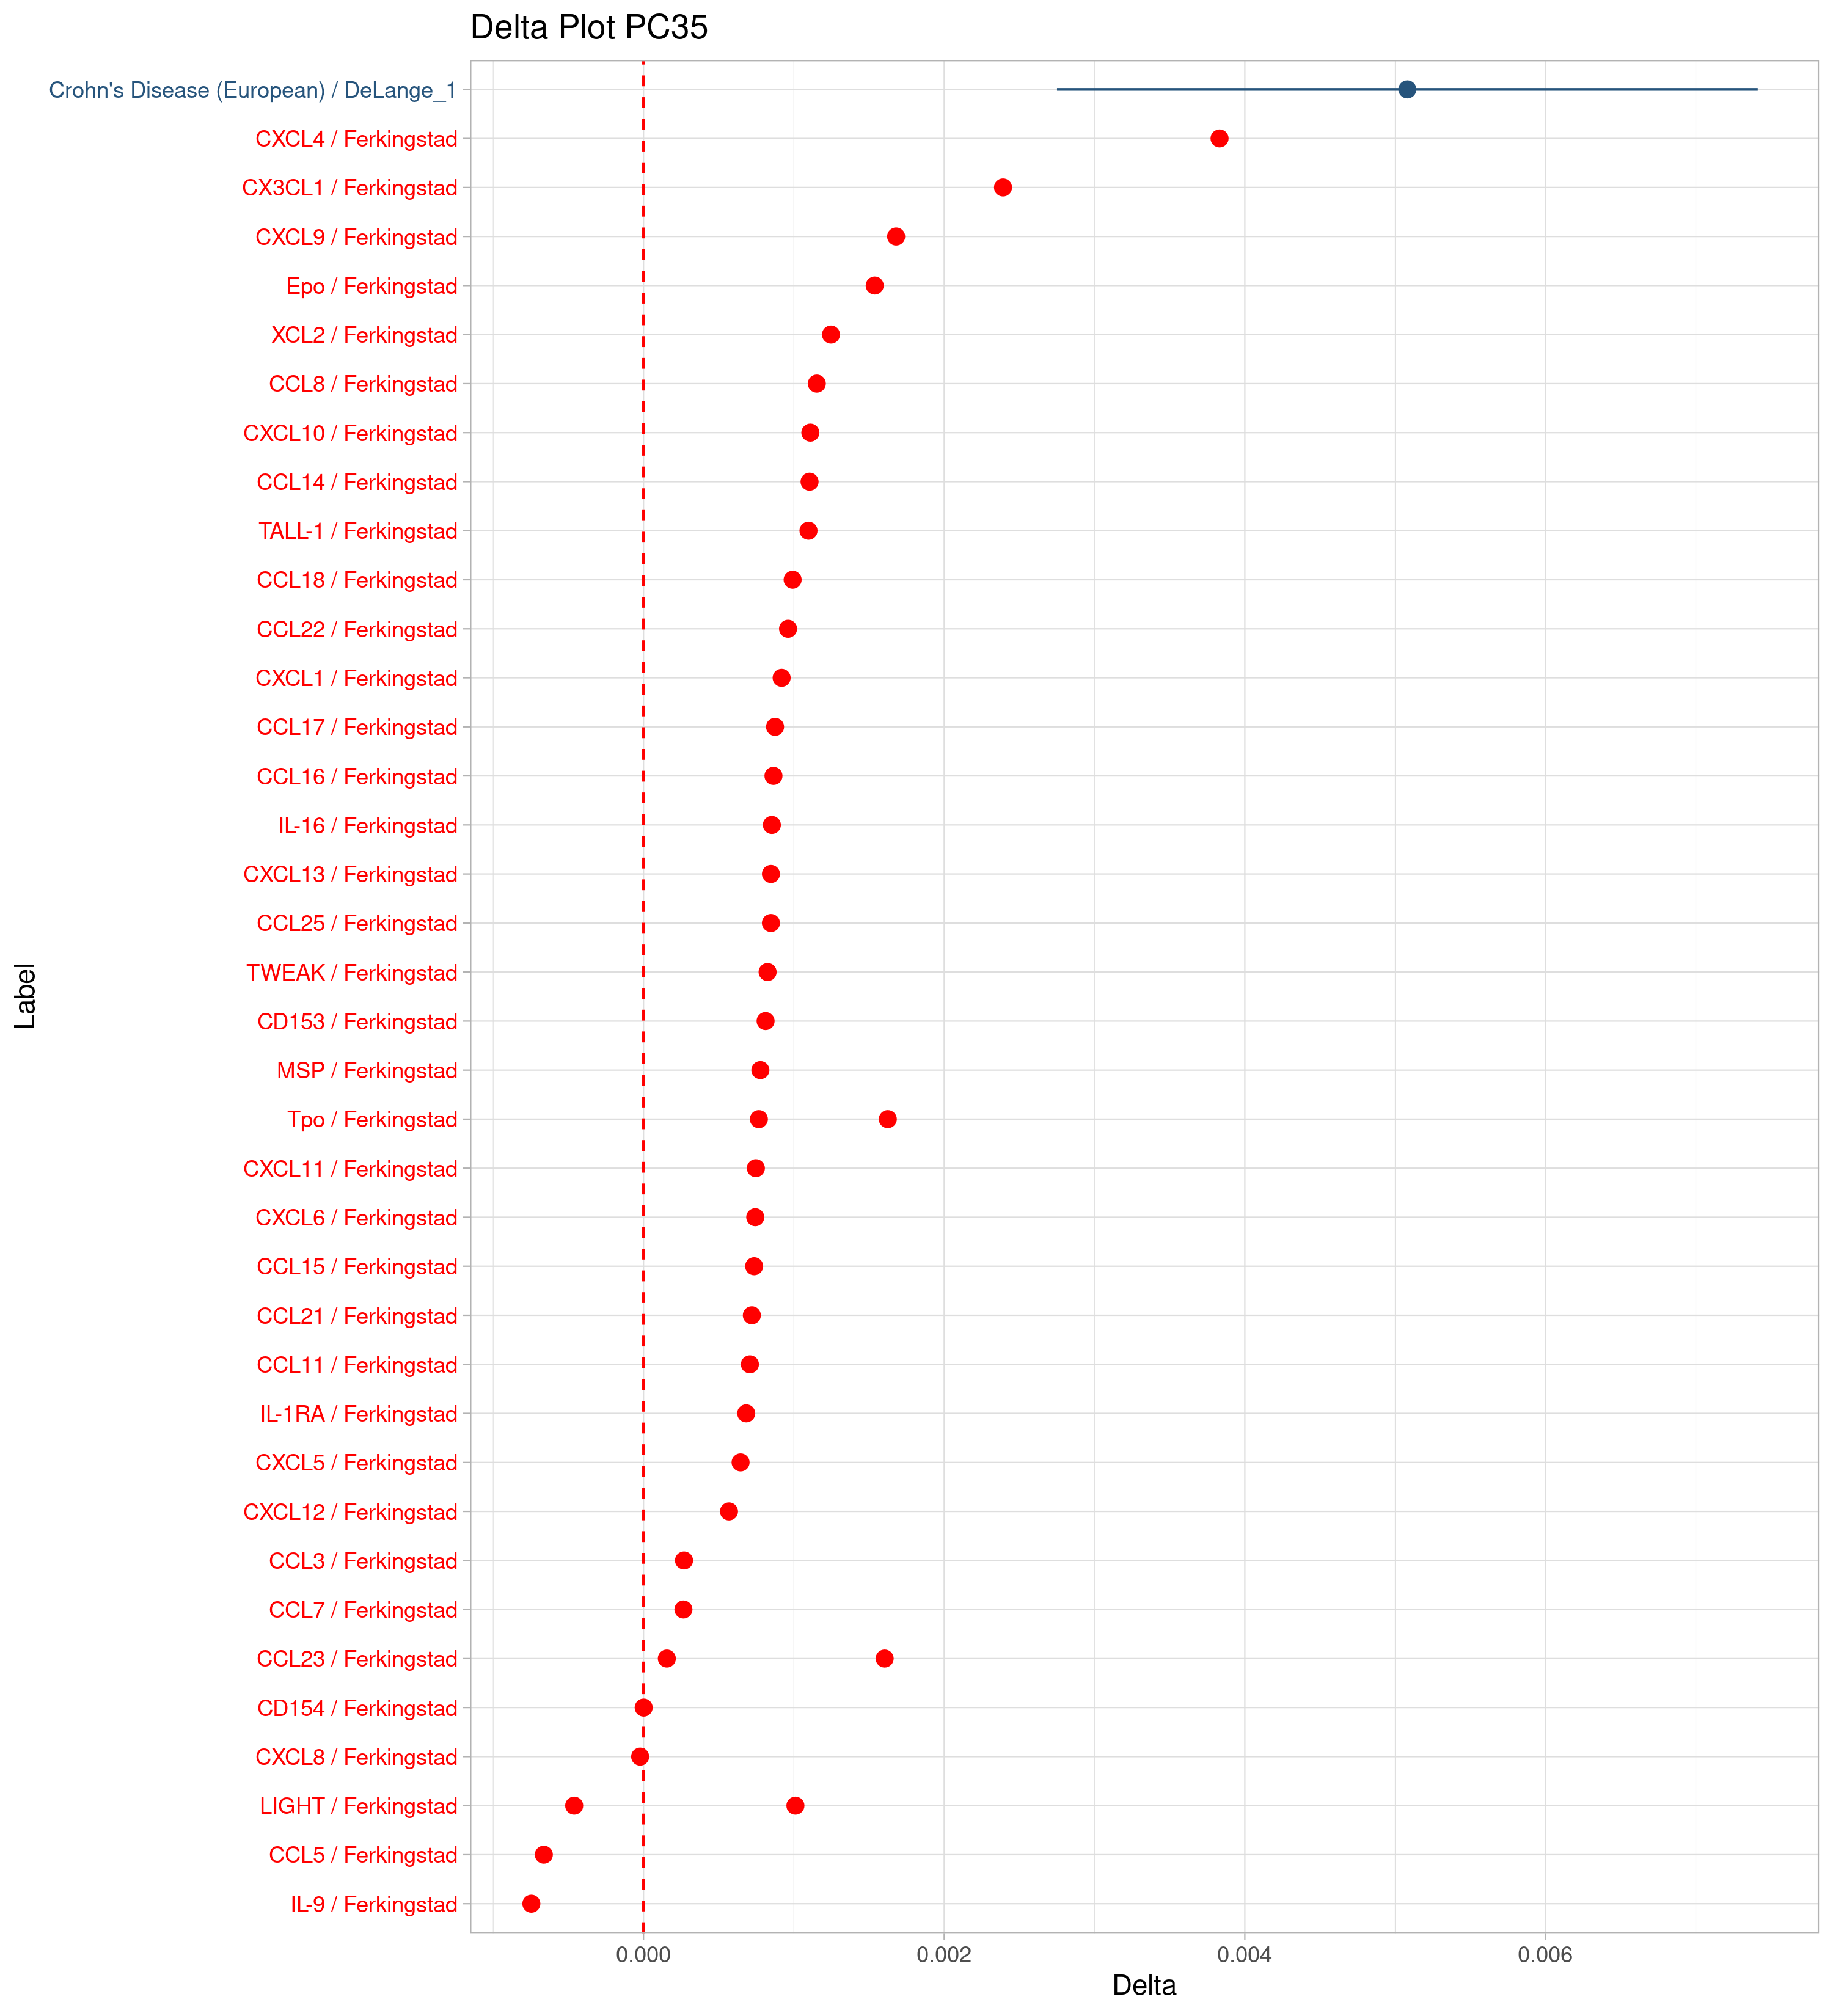 Delta Plot PC35
Crohn's Disease (European) / DeLange_1
CXCL4 / Ferkingstad
CX3CL1 / Ferkingstad
CXCL9 / Ferkingstad
Epo / Ferkingstad
XCL2 / Ferkingstad
CCL8 / Ferkingstad
CXCL10 / Ferkingstad
CCL14 / Ferkingstad
TALL-1 / Ferkingstad
CCL18 / Ferkingstad
CCL22 / Ferkingstad
CXCL1 / Ferkingstad
CCL17 / Ferkingstad
CCL16 / Ferkingstad
IL-16 / Ferkingstad
CXCL13 / Ferkingstad
CCL25 / Ferkingstad
TWEAK / Ferkingstad
CD153 / Ferkingstad
MSP / Ferkingstad
Tpo / Ferkingstad
CXCL11 / Ferkingstad
CXCL6 / Ferkingstad
CCL15 / Ferkingstad
CCL21 / Ferkingstad
CCL11 / Ferkingstad
IL-1RA / Ferkingstad
CXCL5 / Ferkingstad
CXCL12 / Ferkingstad
CCL3 / Ferkingstad
CCL7 / Ferkingstad
CCL23 / Ferkingstad
CD154 / Ferkingstad
CXCL8 / Ferkingstad
LIGHT / Ferkingstad
CCL5 / Ferkingstad
IL-9 / Ferkingstad
Label
0.000 0.002 0.004 0.006
Delta